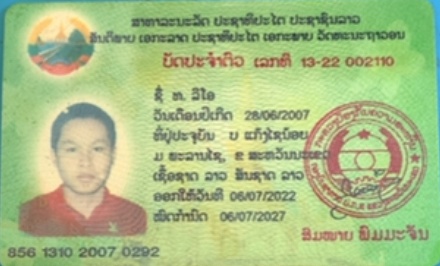 ສາທາລະນະລັດ ປະຊາທິປະໄຕ ປະຊາຊົນລາວ
ສັນຕິພາບ ເອກະລາດ ປະຊາທິປະໄຕ ເອກະພາບ ວັດທະນະຖາວອນ
ບັດປະຈຳຕົວ ເລກທີ 13-22 002110
ຊື່ ທ. ລີໂອ
ວັນເດືອນປີເກີດ 28/06/2007
ທີ່ຢູ່ປະຈຸບັນ ບ ແກ້ງໄຊນ້ອຍ
ມ ພະລານໄຊ, ຂ ສະຫວັນນະເຂດ
ເຊື້ອຊາດ ລາວ ສັນຊາດ ລາວ
ອອກໃຫ້ວັນທີ 06/07/2022
ໝົດກຳນົດ 06/07/2027
ສົມພາບ ພິມມະຈັນ
856 1310 2007 0292